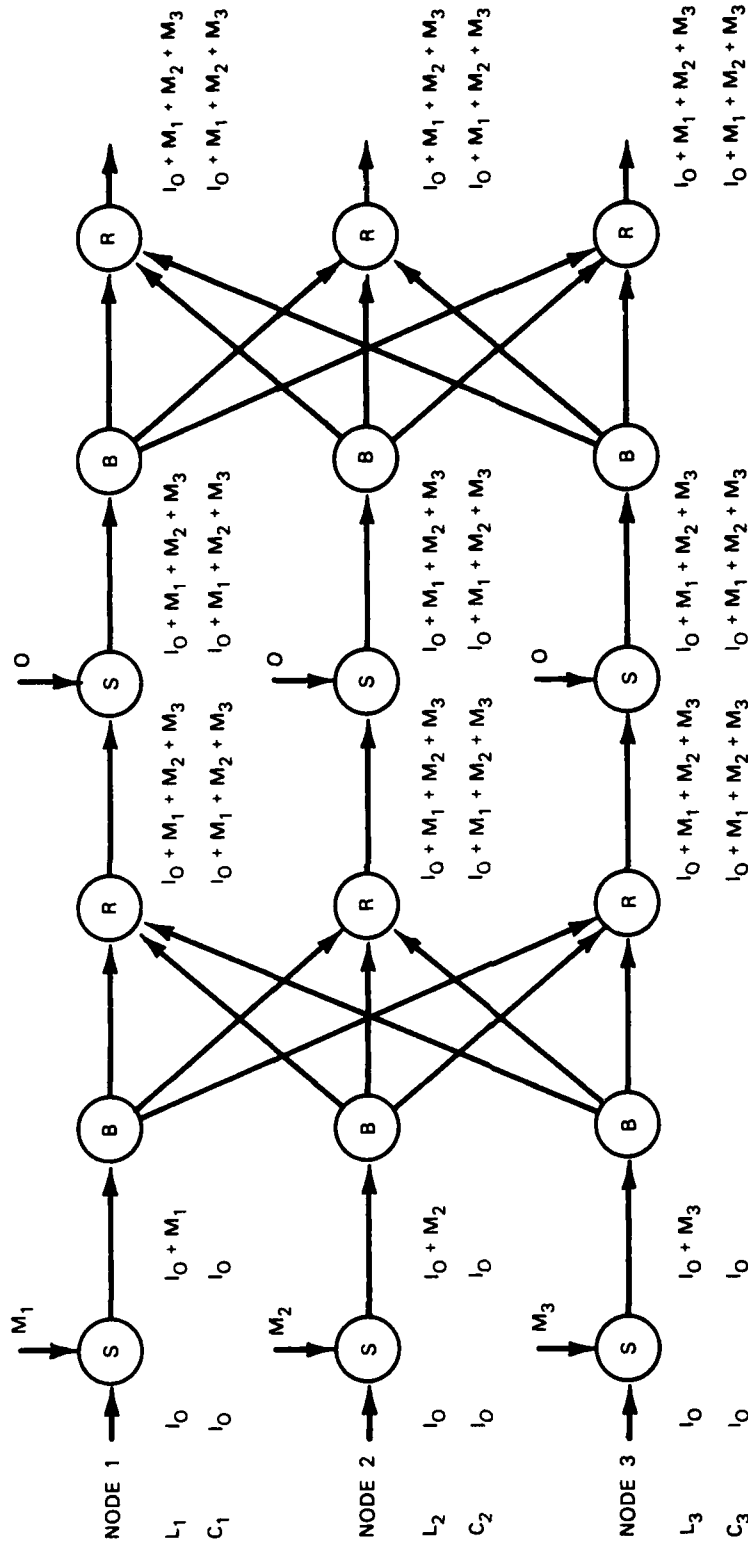 M₁ O
NODE 1 S B R S B R
L₁ I₀ I₀ + M₁ I₀ + M₁ + M₂ + M₃ I₀ + M₁ + M₂ + M₃ I₀ + M₁ + M₂ + M₃
C₁ I₀ I₀ I₀ + M₁ + M₂ + M₃ I₀ + M₁ + M₂ + M₃ I₀ + M₁ + M₂ + M₃
M₂ O
NODE 2 S B R S B R
L₂ I₀ I₀ + M₂ I₀ + M₁ + M₂ + M₃ I₀ + M₁ + M₂ + M₃ I₀ + M₁ + M₂ + M₃
C₂ I₀ I₀ I₀ + M₁ + M₂ + M₃ I₀ + M₁ + M₂ + M₃ I₀ + M₁ + M₂ + M₃
M₃ O
NODE 3 S B R S B R
L₃ I₀ I₀ + M₃ I₀ + M₁ + M₂ + M₃ I₀ + M₁ + M₂ + M₃ I₀ + M₁ + M₂ + M₃
C₃ I₀ I₀ I₀ + M₁ + M₂ + M₃ I₀ + M₁ + M₂ + M₃ I₀ + M₁ + M₂ + M₃